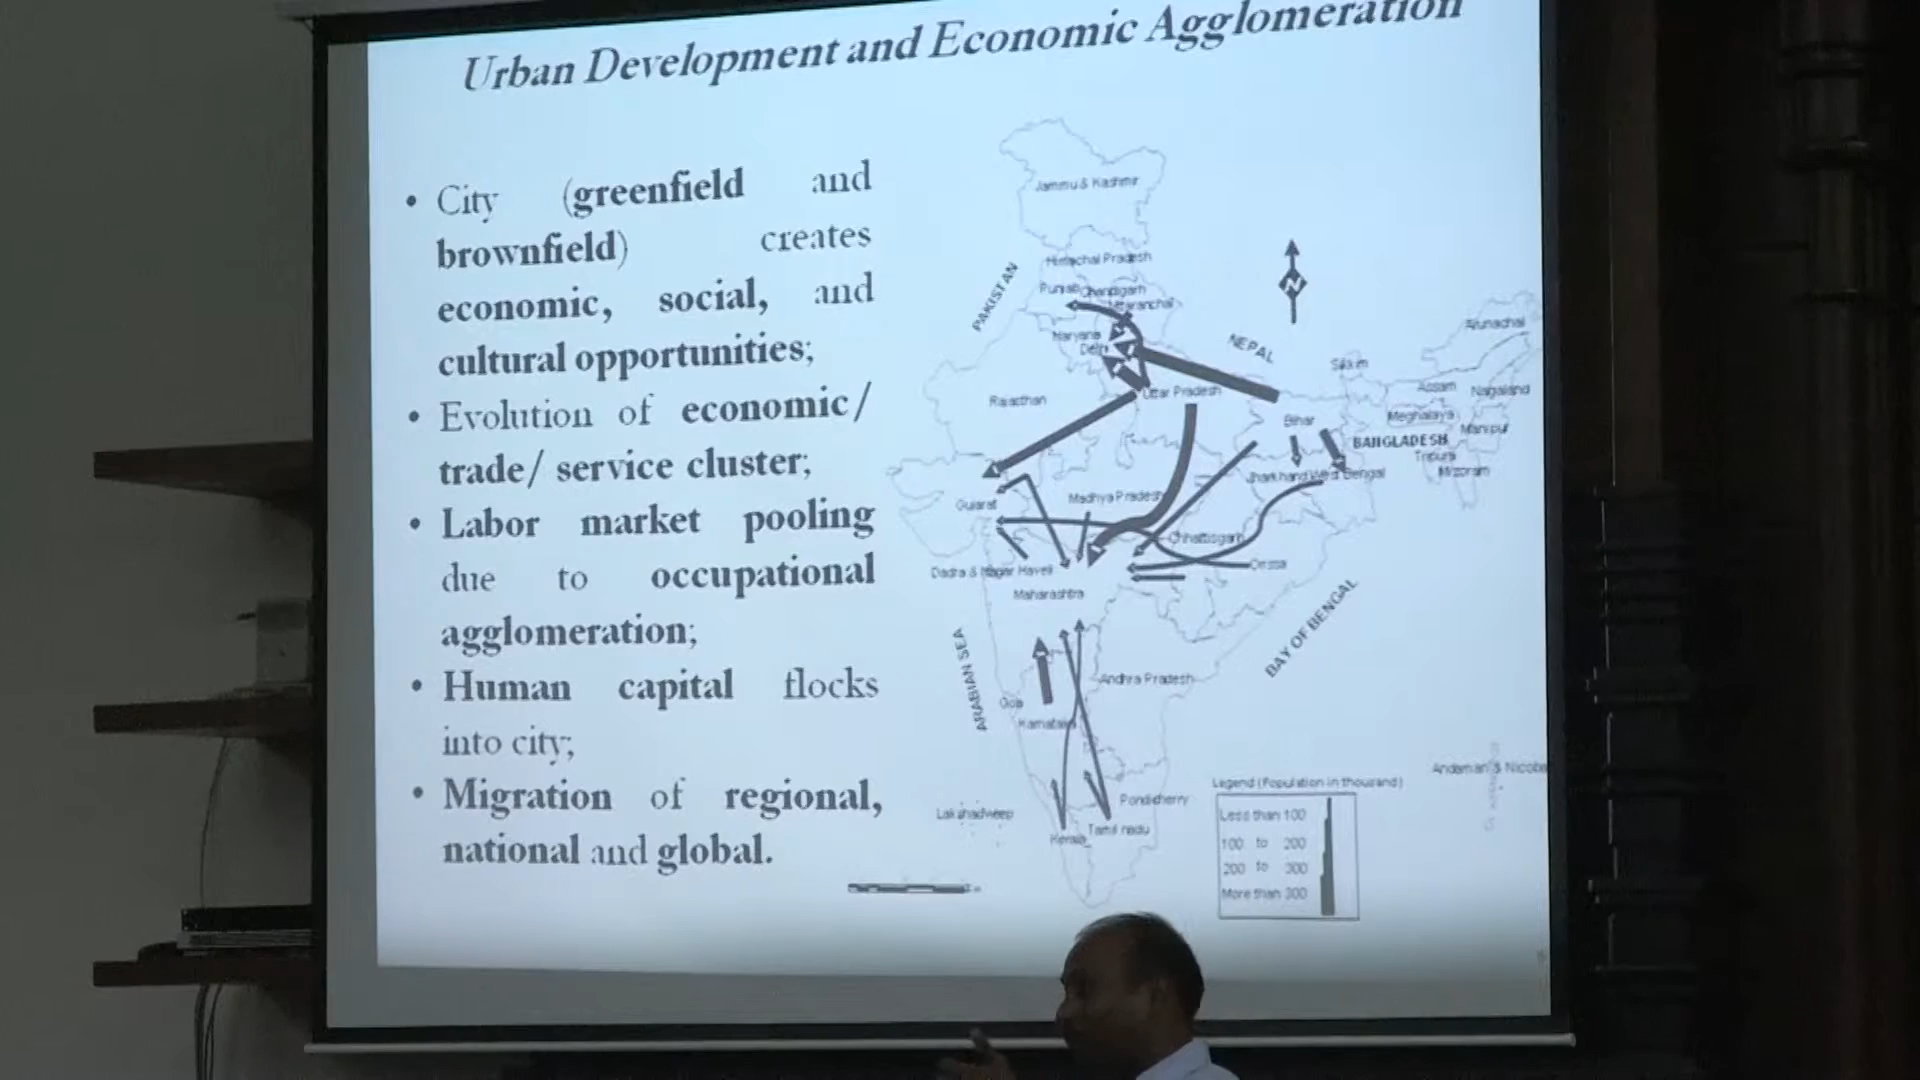 Urban Development and Economic Agglomeration
• City (greenfield and
brownfield) creates
economic, social, and
cultural opportunities;
• Evolution of economic/
trade/ service cluster;
• Labor market pooling
due to occupational
agglomeration;
• Human capital flocks
into city;
• Migration of regional,
national and global.
Jammu & Kashmir
Himachal Pradesh
Punjab Chandigarh
Uttaranchal
PAKISTAN
Haryana
Delhi
N
NEPAL
Arunachal
Sikkim
Rajasthan
Uttar Pradesh
Assam
Nagaland
Bihar
Meghalaya
Manipur
BANGLADESH
Tripura
Mizoram
Jharkhand West Bengal
Gujarat
Madhya Pradesh
Chhattisgarh
Orissa
Dadra & Nagar Haveli
Maharashtra
BAY OF BENGAL
ARABIAN SEA
Andhra Pradesh
Goa
Karnataka
Andaman & Nicoba
Lakshadweep
Pondicherry
Tamil nadu
Kerala
Legend (Population in thousand)
Less than 100
100 to 200
200 to 300
More than 300